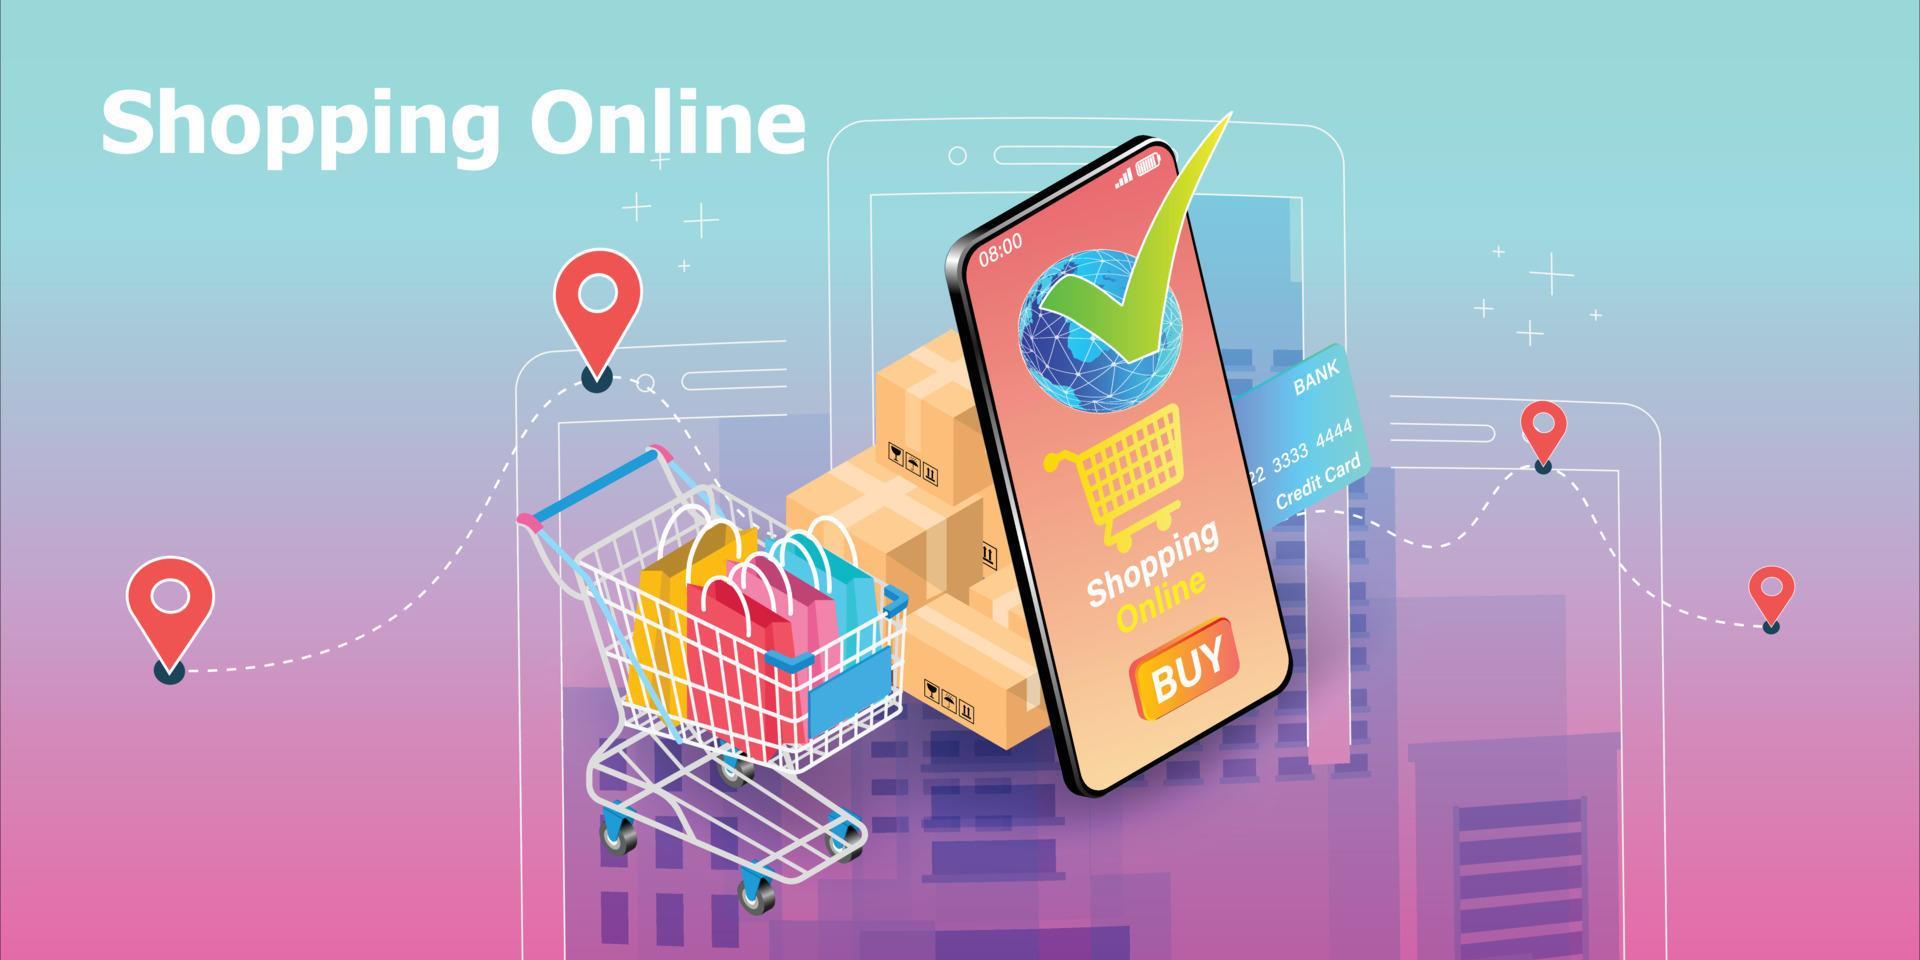 Shopping Online
08:00
BANK
22 3333 4444
Credit Card
Shopping
Online
BUY